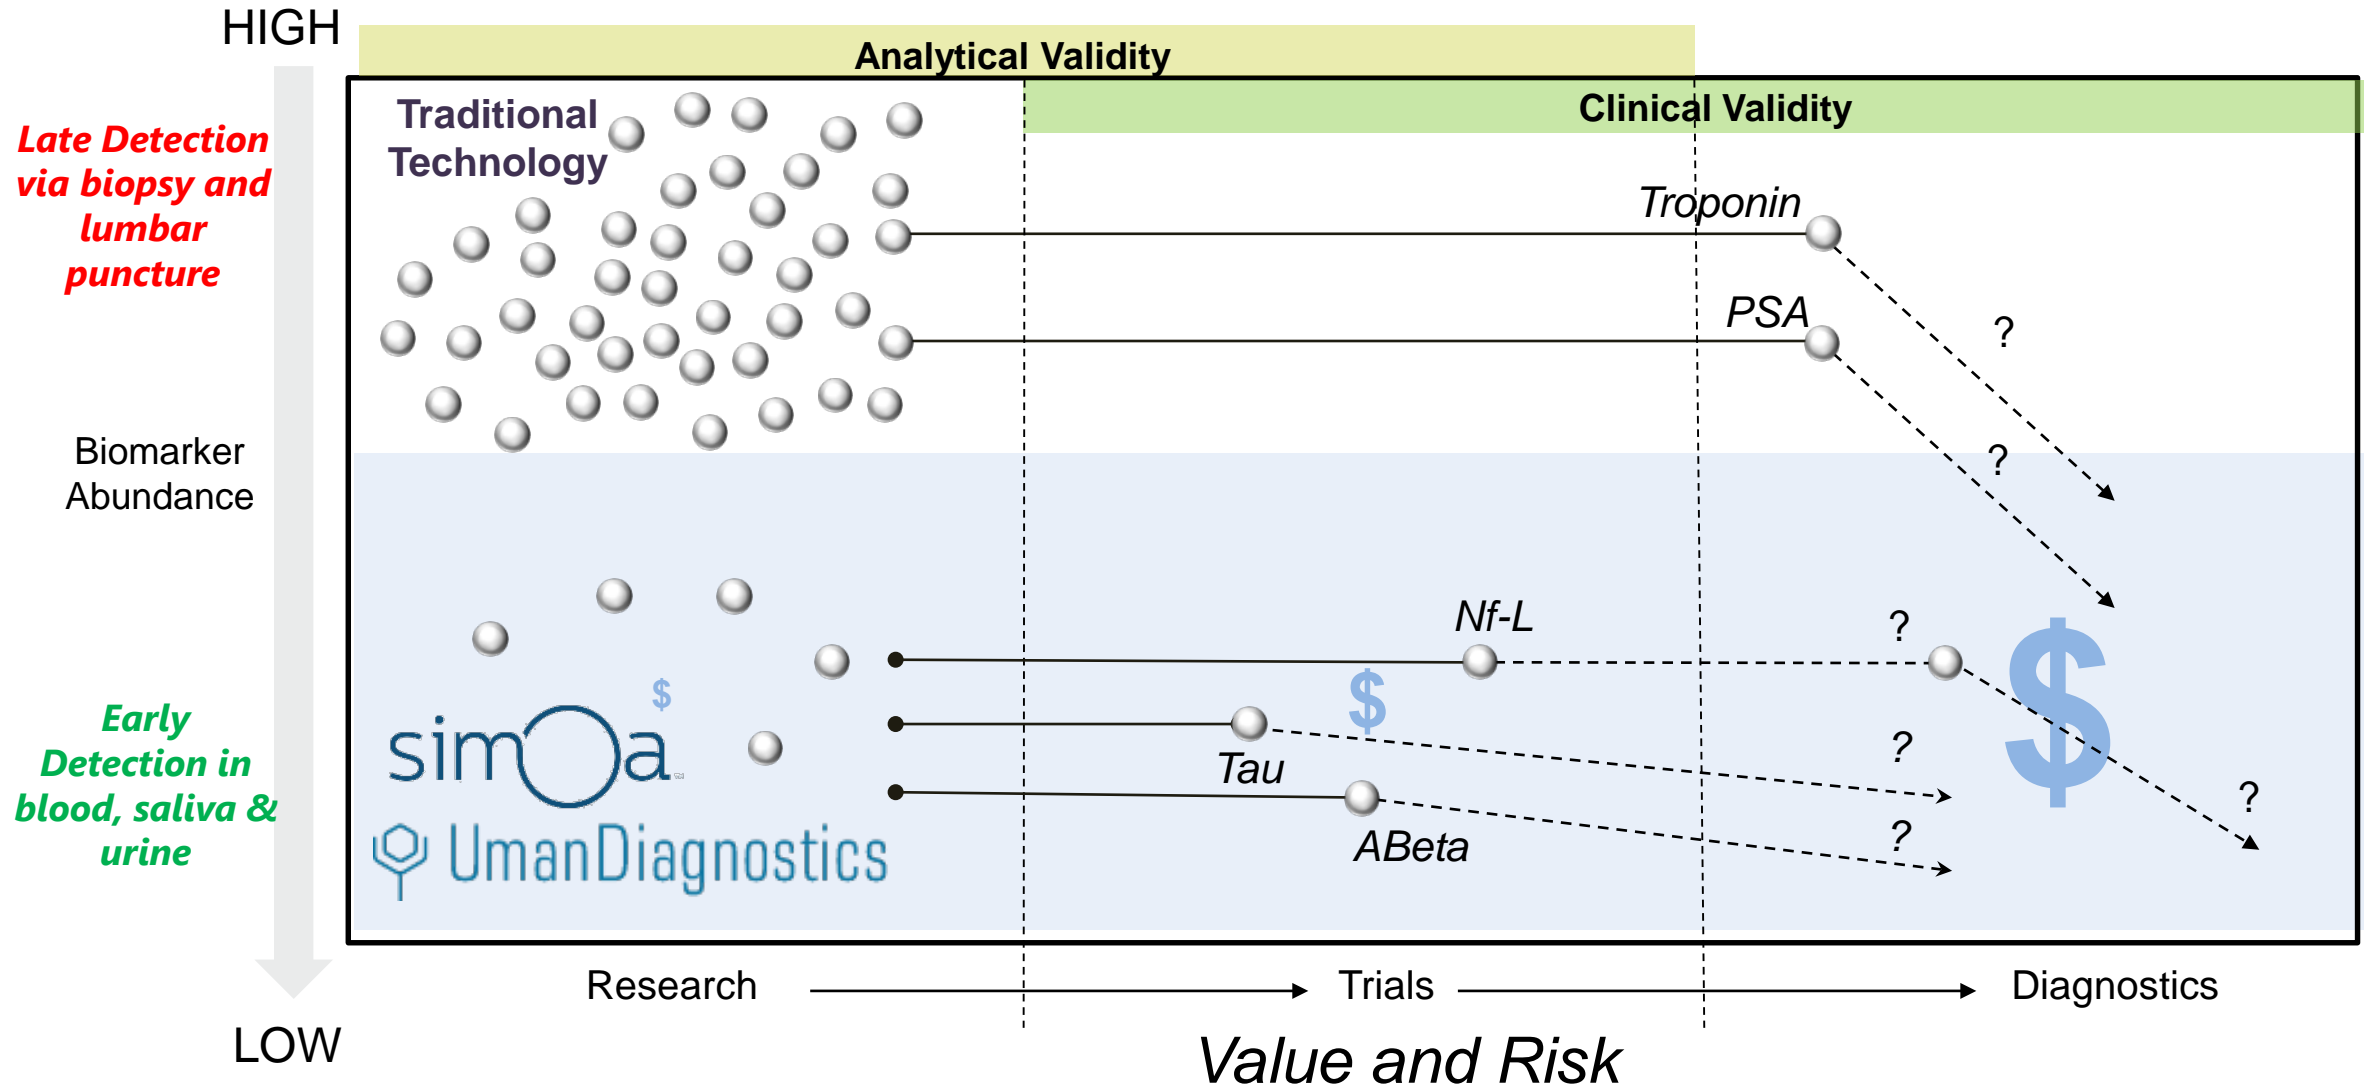 HIGH
Analytical Validity
Clinical Validity
Traditional
Technology
Late Detection
via biopsy and
lumbar
puncture
Troponin
PSA
?
?
Biomarker
Abundance
Nf-L
?
$
$
$
simoa
Tau
?
?
ABeta
?
UmanDiagnostics
Early
Detection in
blood, saliva &
urine
Research
Trials
Diagnostics
LOW
Value and Risk